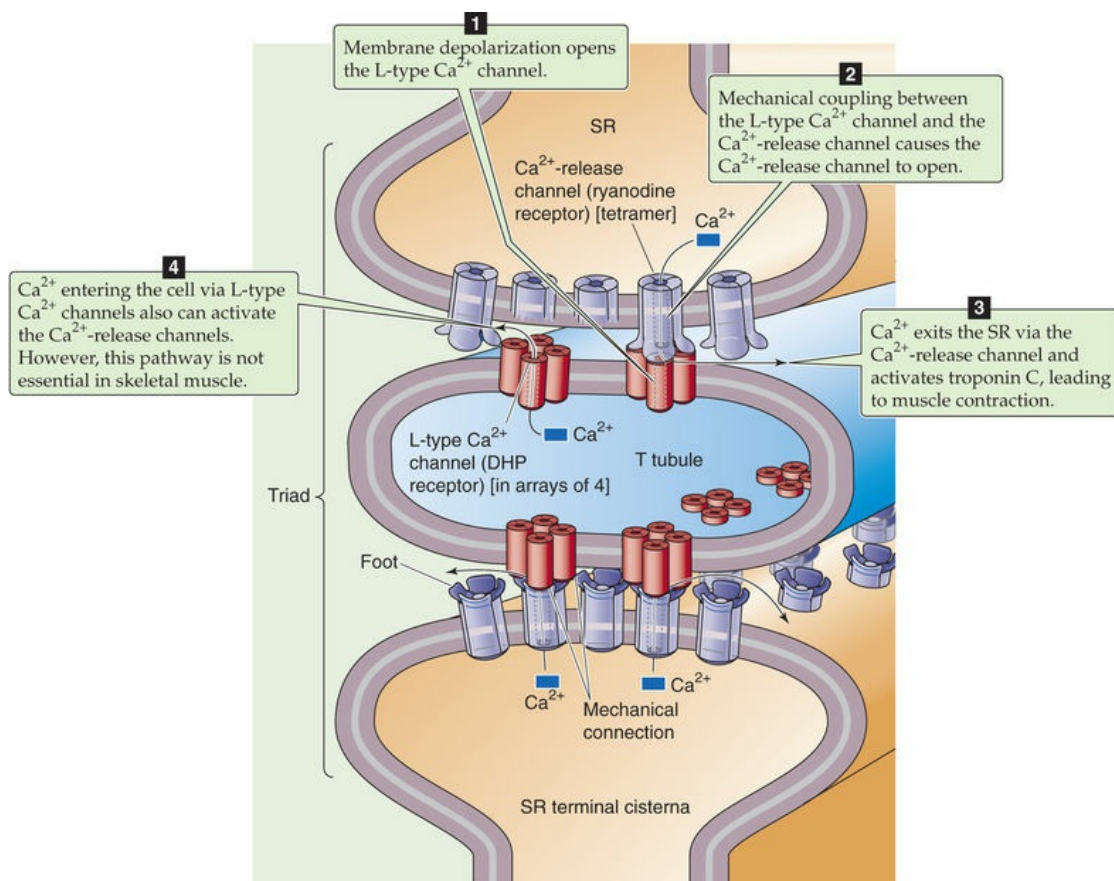 1
Membrane depolarization opens
the L-type Ca²⁺ channel.
2
Mechanical coupling between
the L-type Ca²⁺ channel and the
Ca²⁺-release channel causes the
Ca²⁺-release channel to open.
SR
Ca²⁺-release
channel (ryanodine
receptor) [tetramer]
Ca²⁺
4
Ca²⁺ entering the cell via L-type
Ca²⁺ channels also can activate
the Ca²⁺-release channels.
However, this pathway is not
essential in skeletal muscle.
3
Ca²⁺ exits the SR via the
Ca²⁺-release channel and
activates troponin C, leading
to muscle contraction.
Ca²⁺
L-type Ca²⁺
channel (DHP
receptor) [in arrays of 4]
T tubule
Triad
Foot
Ca²⁺
Ca²⁺
Mechanical
connection
SR terminal cisterna